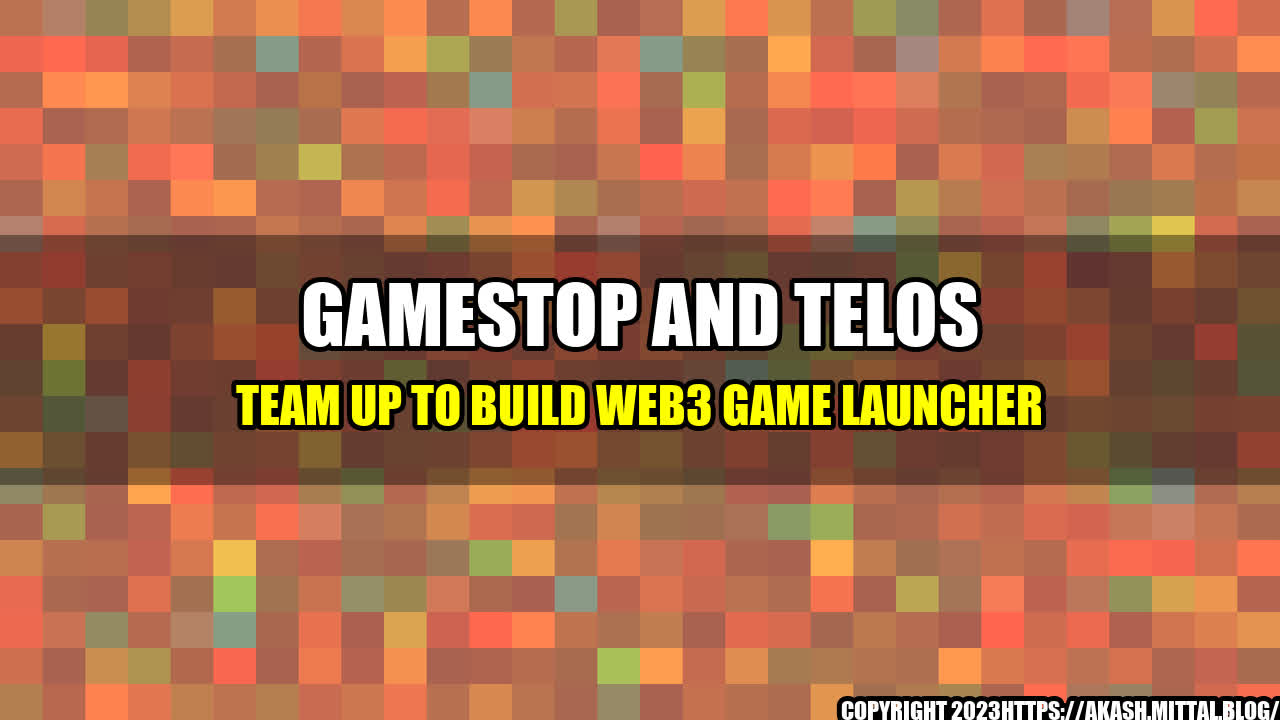 GAMESTOP AND TELOS
TEAM UP TO BUILD WEB3 GAME LAUNCHER
COPYRIGHT 2023HTTPS://AKASH.MITTAL.BLOG/